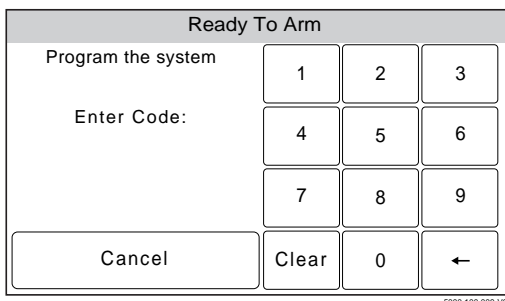 Ready To Arm
Program the system
1 2 3
Enter Code:
4 5 6
7 8 9
Cancel Clear 0 ←